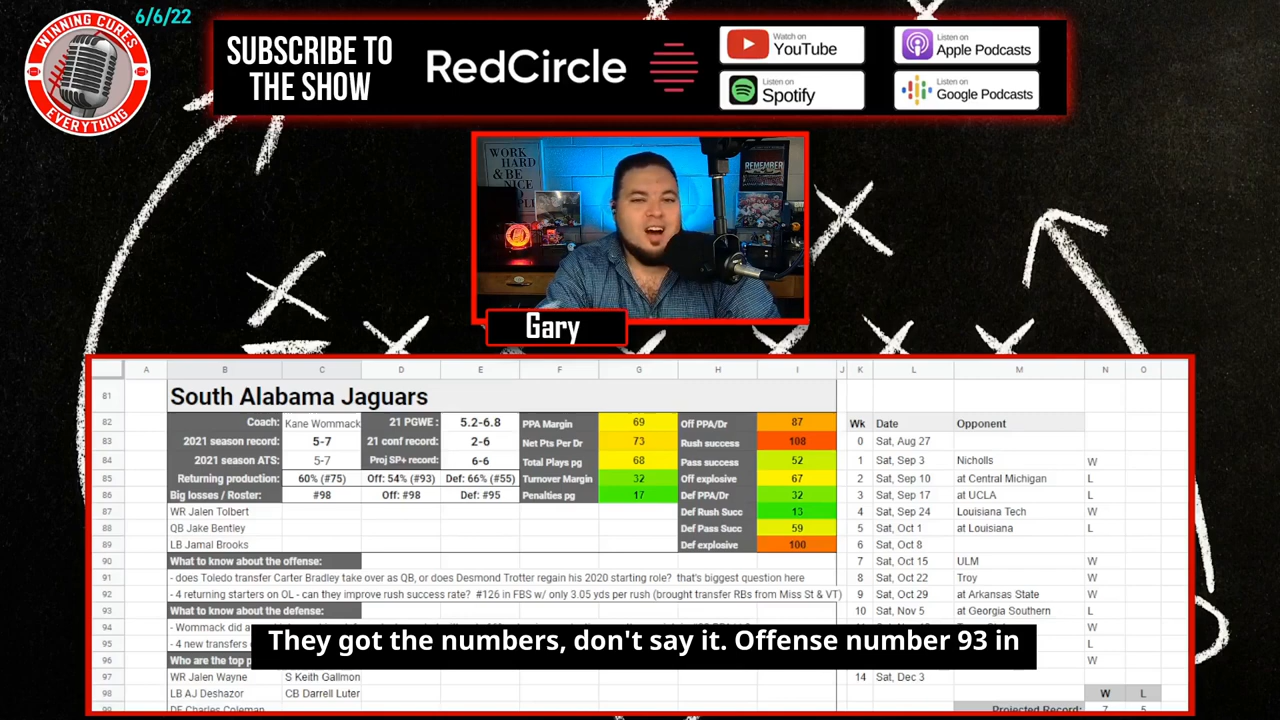 6/6/22
WINNING CURES
EVERYTHING
SUBSCRIBE TO
THE SHOW
RedCircle
Watch on
YouTube
Listen on
Spotify
Listen on
Apple Podcasts
Listen on
Google Podcasts
WORK
HARD
& BE
NICE
REMEMBER
Gary
A B C D E F G H I J K L M N O
81 South Alabama Jaguars
82 Coach: Kane Wommack 21 PGWE: 5.2-6.8 PPA Margin 69 Off PPA/Dr 87 Wk Date Opponent
83 2021 season record: 5-7 21 conf record: 2-6 Net Pts Per Dr 73 Rush success 108 0 Sat, Aug 27
84 2021 season ATS: 5-7 Proj SP+ record: 6-6 Total Plays pg 68 Pass success 52 1 Sat, Sep 3 Nicholls W
85 Returning production: 60% (#75) Off: 54% (#93) Def: 66% (#55) Turnover Margin 32 Off explosive 67 2 Sat, Sep 10 at Central Michigan L
86 Big losses / Roster: #98 Off: #98 Def: #95 Penalties pg 17 Def PPA/Dr 32 3 Sat, Sep 17 at UCLA L
87 WR Jalen Tolbert Def Rush Succ 13 4 Sat, Sep 24 Louisiana Tech W
88 QB Jake Bentley Def Pass Succ 59 5 Sat, Oct 1 at Louisiana L
89 LB Jamal Brooks Def explosive 100 6 Sat, Oct 8
90 What to know about the offense: 7 Sat, Oct 15 ULM W
91 - does Toledo transfer Carter Bradley take over as QB, or does Desmond Trotter regain his 2020 starting role? that's biggest question here 8 Sat, Oct 22 Troy W
92 - 4 returning starters on OL - can they improve rush success rate? #126 in FBS w/ only 3.05 yds per rush (brought transfer RBs from Miss St & VT) 9 Sat, Oct 29 at Arkansas State W
93 What to know about the defense: 10 Sat, Nov 5 at Georgia Southern L
94 - Wommack did a W
95 - 4 new transfers L
96 Who are the top p W
They got the numbers, don't say it. Offense number 93 in
97 WR Jalen Wayne S Keith Gallmon 14 Sat, Dec 3
98 LB AJ Deshazor CB Darrell Luter W L
99 DE Charles Coleman Projected Record: 7 5